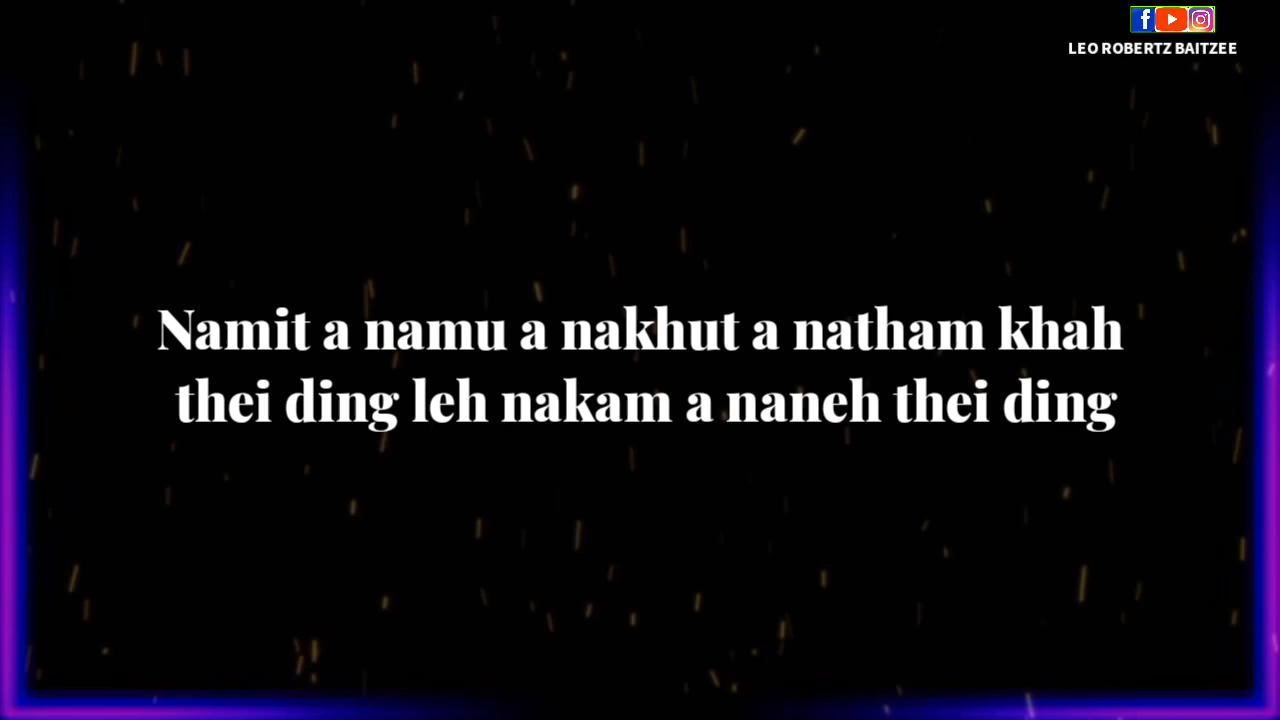 LEO ROBERTZ BAITZEE
Namit a namu a nakhut a natham khah
thei ding leh nakam a naneh thei ding